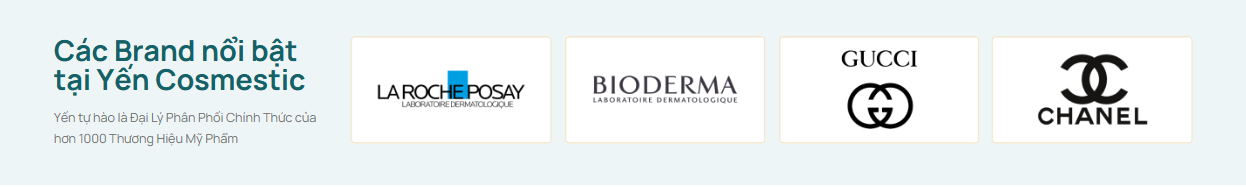 Các Brand nổi bật
tại Yến Cosmestic
Yến tự hào là Đại Lý Phân Phối Chính Thức của
hơn 1000 Thương Hiệu Mỹ Phẩm
LA ROCHE POSAY
LABORATOIRE DERMATOLOGIQUE
BIODERMA
LABORATOIRE DERMATOLOGIQUE
GUCCI
CHANEL